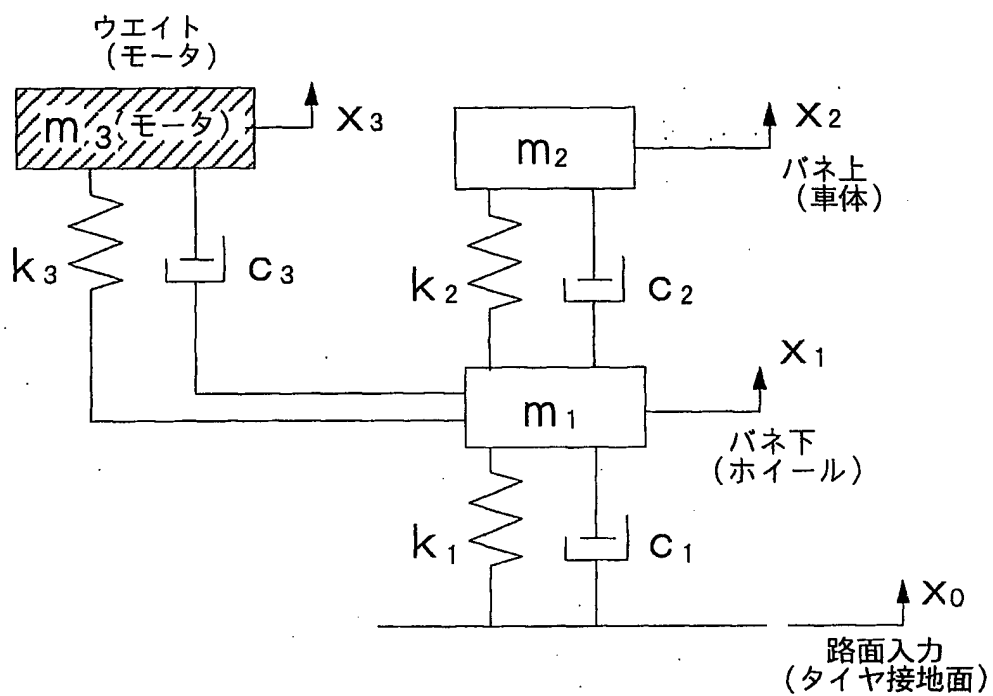 ウエイト
(モータ)
m3(モータ)
x3
m2
x2
バネ上
(車体)
k3
c3
k2
c2
x1
m1
バネ下
(ホイール)
k1
c1
x0
路面入力
(タイヤ接地面)